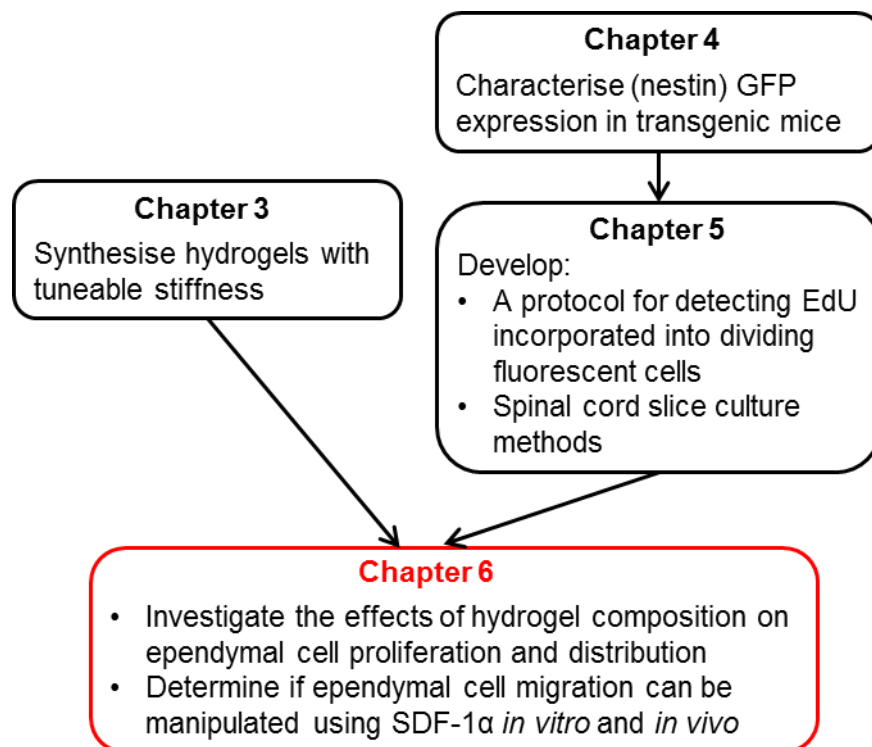 Chapter 4
Characterise (nestin) GFP
expression in transgenic mice
Chapter 3
Synthesise hydrogels with
tuneable stiffness
Chapter 5
Develop:
• A protocol for detecting EdU
incorporated into dividing
fluorescent cells
• Spinal cord slice culture
methods
Chapter 6
• Investigate the effects of hydrogel composition on
ependymal cell proliferation and distribution
• Determine if ependymal cell migration can be
manipulated using SDF-1α in vitro and in vivo